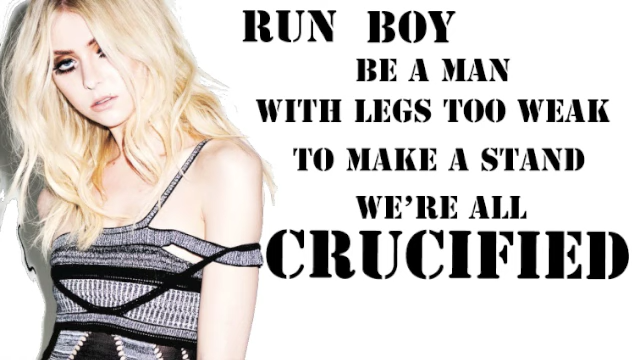 RUN BOY
BE A MAN
WITH LEGS TOO WEAK
TO MAKE A STAND
WE'RE ALL
CRUCIFIED